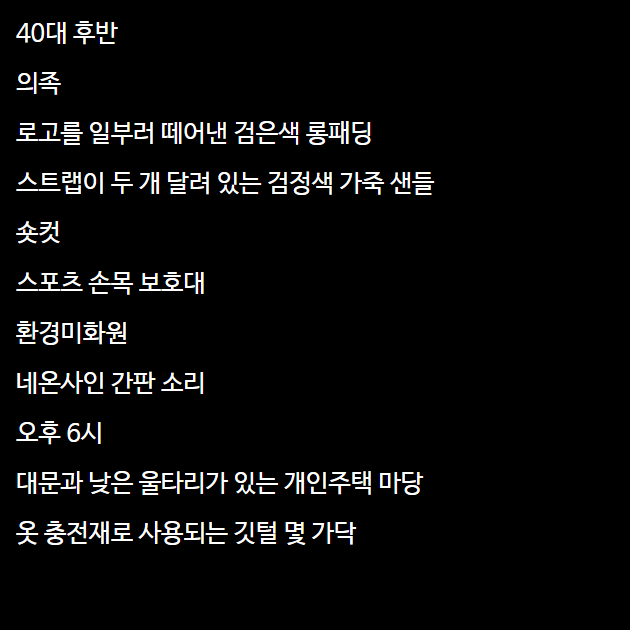 40대 후반
의족
로고를 일부러 떼어낸 검은색 롱패딩
스트랩이 두 개 달려 있는 검정색 가죽 샌들
숏컷
스포츠 손목 보호대
환경미화원
네온사인 간판 소리
오후 6시
대문과 낮은 울타리가 있는 개인주택 마당
옷 충전재로 사용되는 깃털 몇 가닥